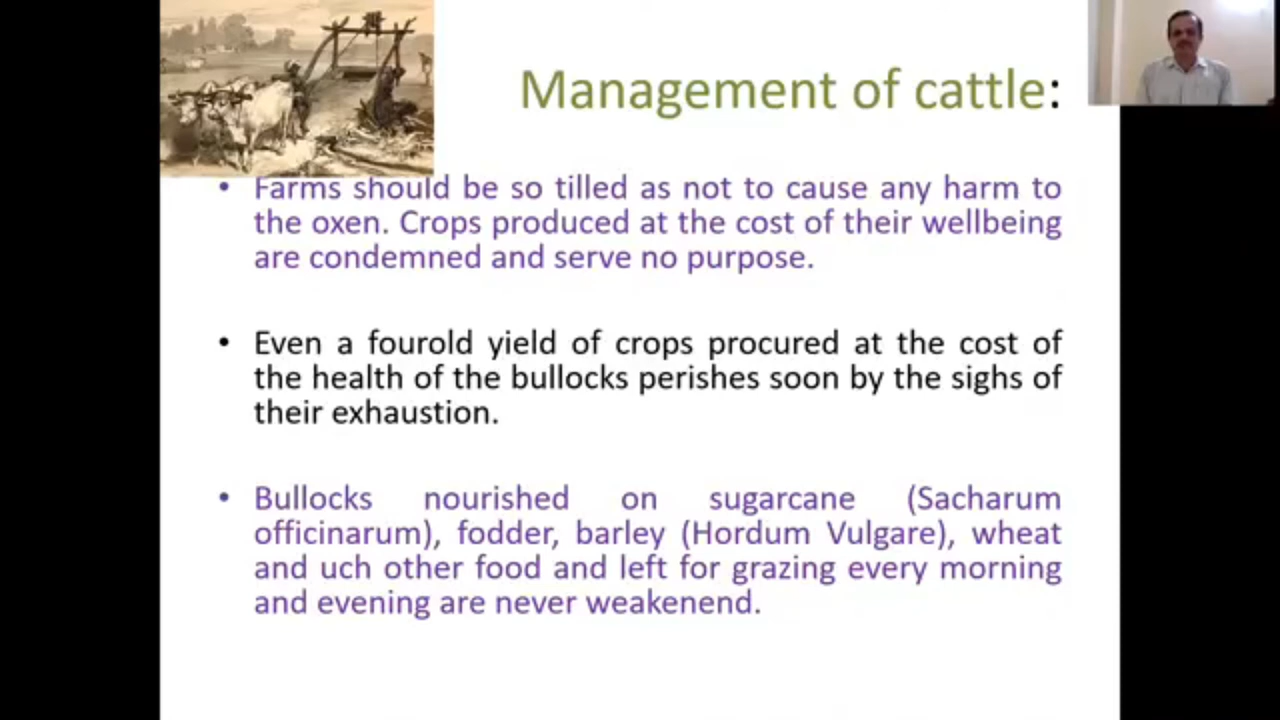 Management of cattle:
• Farms should be so tilled as not to cause any harm to
the oxen. Crops produced at the cost of their wellbeing
are condemned and serve no purpose.
• Even a fourold yield of crops procured at the cost of
the health of the bullocks perishes soon by the sighs of
their exhaustion.
• Bullocks nourished on sugarcane (Sacharum
officinarum), fodder, barley (Hordum Vulgare), wheat
and uch other food and left for grazing every morning
and evening are never weakenend.